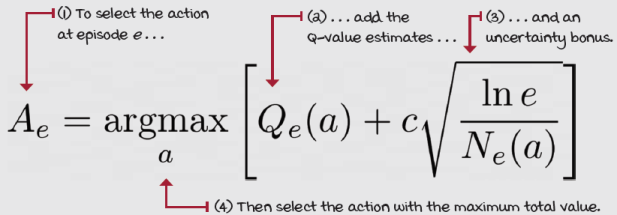 (1) To select the action
at episode e...
(2) ... add the
Q-value estimates ...
(3) ... and an
uncertainty bonus.
A_e = argmax_a [ Q_e(a) + c √( ln e / N_e(a) ) ]
(4) Then select the action with the maximum total value.